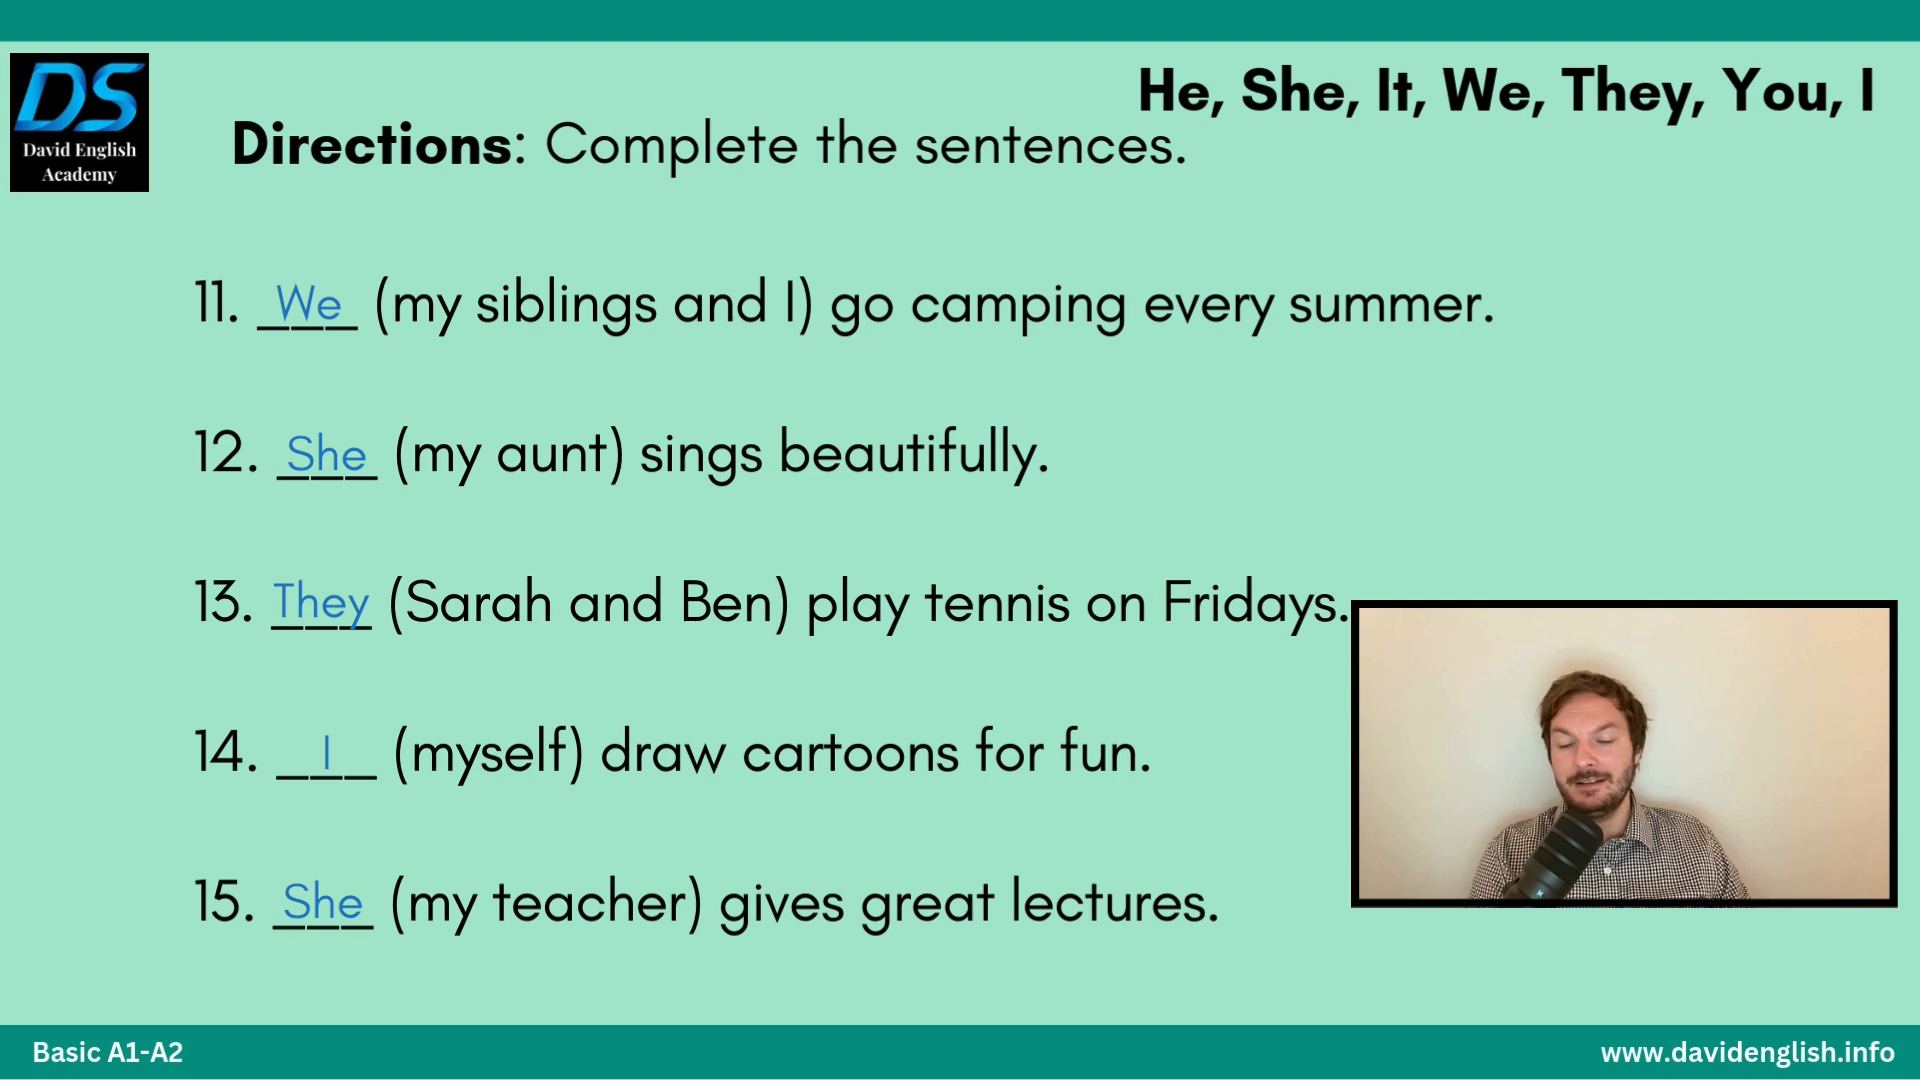 DS
David English
Academy
He, She, It, We, They, You, I
Directions: Complete the sentences.
11. We (my siblings and I) go camping every summer.
12. She (my aunt) sings beautifully.
13. They (Sarah and Ben) play tennis on Fridays.
14. I (myself) draw cartoons for fun.
15. She (my teacher) gives great lectures.
Basic A1-A2
www.davidenglish.info